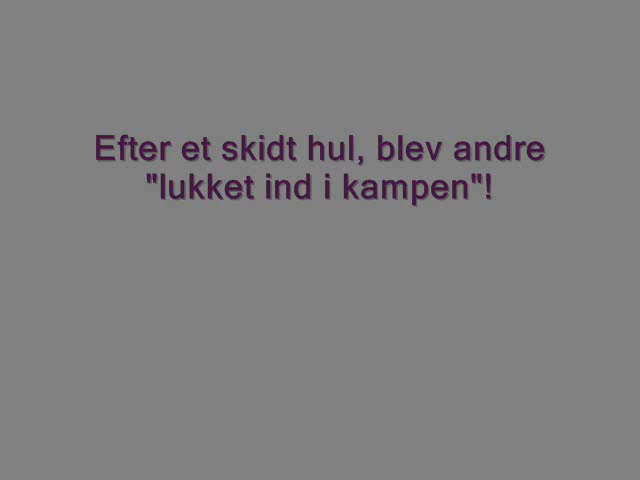 Efter et skidt hul, blev andre
"lukket ind i kampen"!